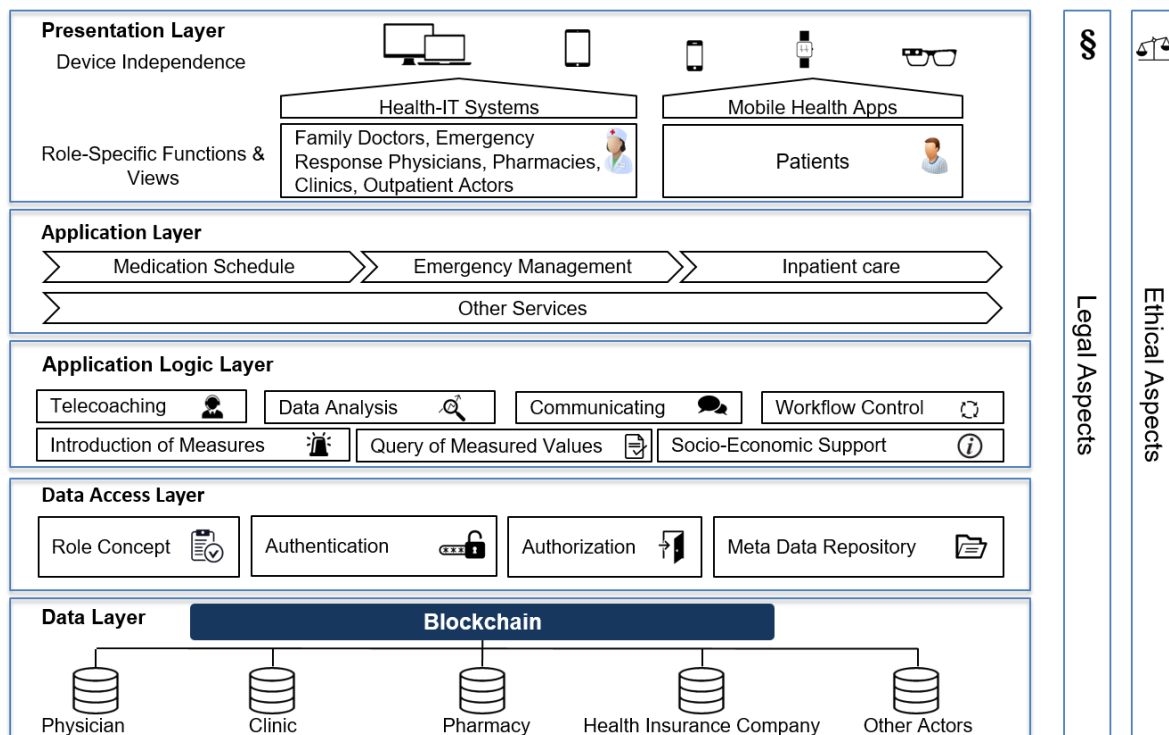 Presentation Layer
Device Independence
Health-IT Systems
Mobile Health Apps
Role-Specific Functions &
Views
Family Doctors, Emergency
Response Physicians, Pharmacies,
Clinics, Outpatient Actors
Patients
Application Layer
Medication Schedule
Emergency Management
Inpatient care
Other Services
Application Logic Layer
Telecoaching
Data Analysis
Communicating
Workflow Control
Introduction of Measures
Query of Measured Values
Socio-Economic Support
Data Access Layer
Role Concept
Authentication
***
Authorization
Meta Data Repository
Data Layer
Blockchain
Physician
Clinic
Pharmacy
Health Insurance Company
Other Actors
§
Legal Aspects
Ethical Aspects